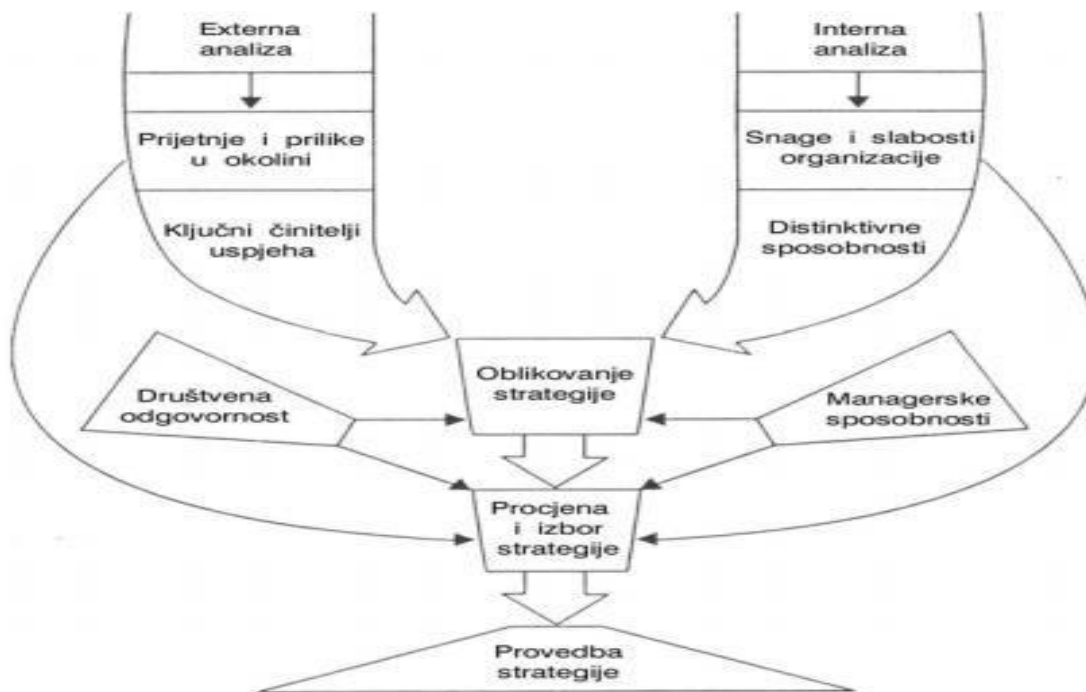 Externa
analiza
Interna
analiza
Prijetnje i prilike
u okolini
Snage i slabosti
organizacije
Ključni činitelji
uspjeha
Distinktivne
sposobnosti
Oblikovanje
strategije
Društvena
odgovornost
Managerske
sposobnosti
Procjena
i izbor
strategije
Provedba
strategije